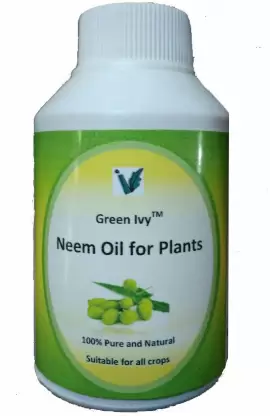 Green Ivy™
Neem Oil for Plants
100% Pure and Natural
Suitable for all crops